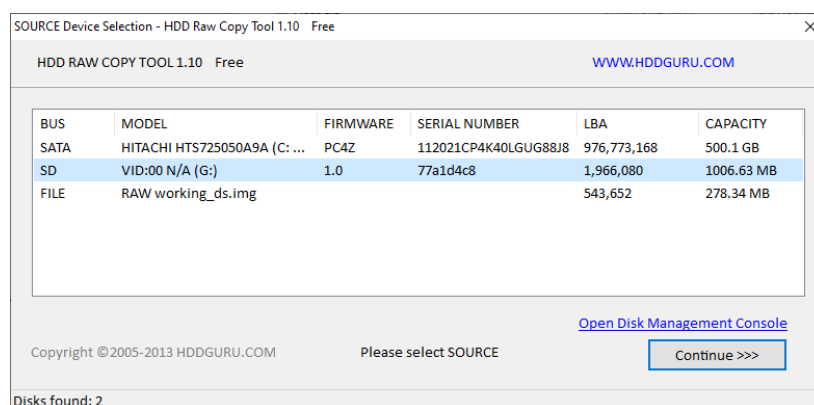 SOURCE Device Selection - HDD Raw Copy Tool 1.10   Free
HDD RAW COPY TOOL 1.10   Free   WWW.HDDGURU.COM
BUS   MODEL   FIRMWARE   SERIAL NUMBER   LBA   CAPACITY
SATA   HITACHI HTS725050A9A (C: ...   PC4Z   112021CP4K40LGUG88J8   976,773,168   500.1 GB
SD   VID:00 N/A (G:)   1.0   77a1d4c8   1,966,080   1006.63 MB
FILE   RAW working_ds.img   543,652   278.34 MB
Open Disk Management Console
Copyright ©2005-2013 HDDGURU.COM   Please select SOURCE   Continue >>>
Disks found: 2